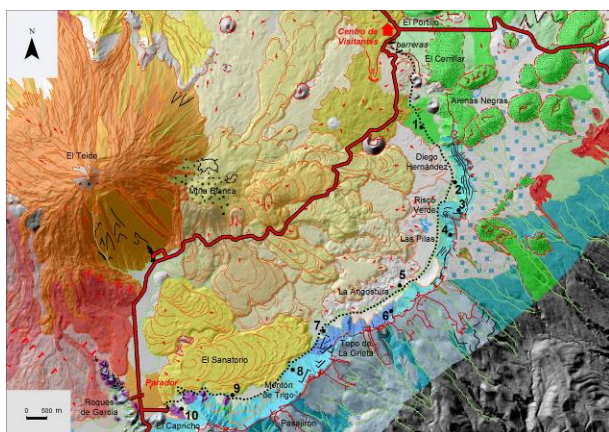 N
El Portillo
Centro de
Visitantes
barreras
El Cerrillar
Arenas Negras
1
El Teide
Diego
Hernández
Mña Blanca
2
Risco
Verde
3
Las Pilas
4
La Angostura
5
6
7
Topo de
La Grieta
El Sanatorio
8
Parador
Montón
de Trigo
9
Roques
de García
10
El Capricho
Pasajirón
0 500 m